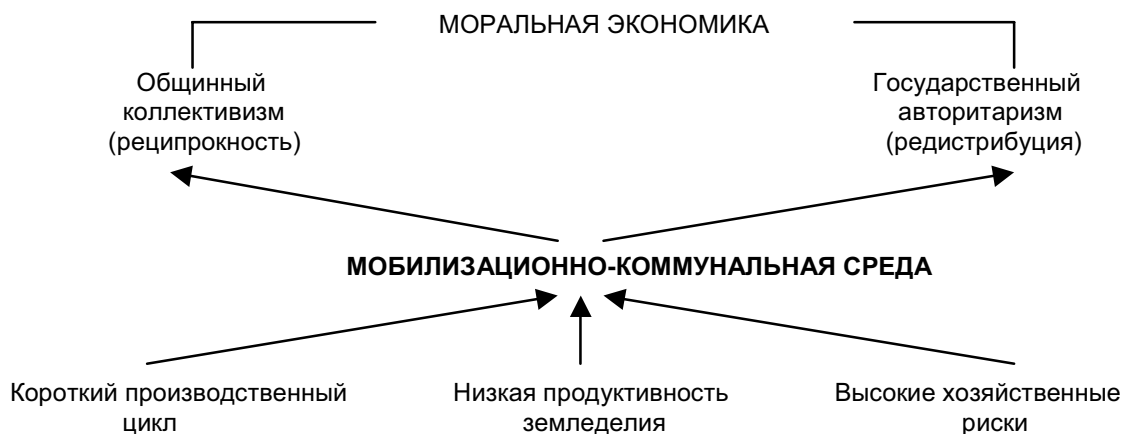 МОРАЛЬНАЯ ЭКОНОМИКА
Общинный
коллективизм
(реципрокность)
Государственный
авторитаризм
(редистрибуция)
МОБИЛИЗАЦИОННО-КОММУНАЛЬНАЯ СРЕДА
Короткий производственный
цикл
Низкая продуктивность
земледелия
Высокие хозяйственные
риски